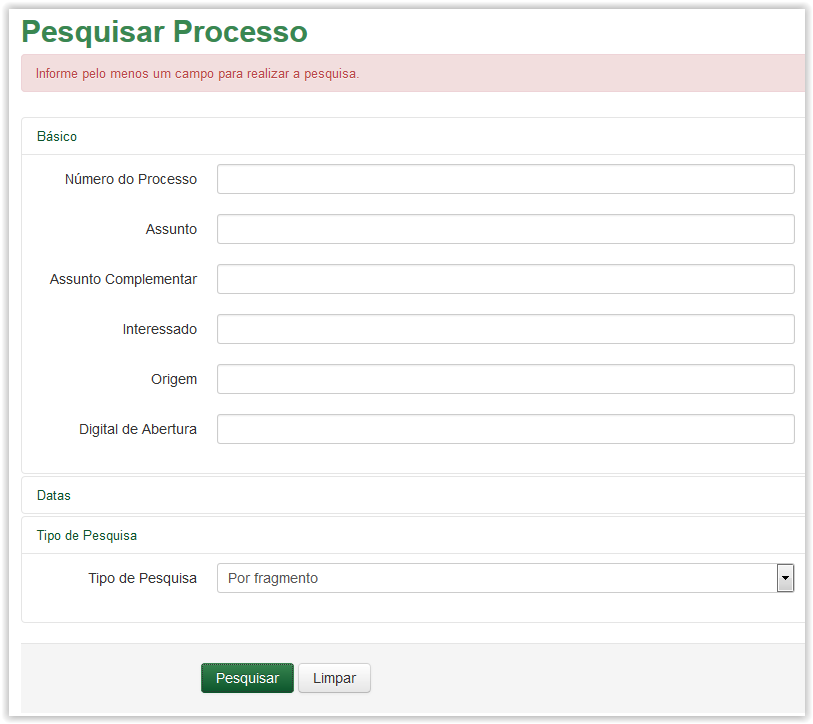 Pesquisar Processo
Informe pelo menos um campo para realizar a pesquisa.
Básico
Número do Processo
Assunto
Assunto Complementar
Interessado
Origem
Digital de Abertura
Datas
Tipo de Pesquisa
Tipo de Pesquisa Por fragmento
Pesquisar Limpar